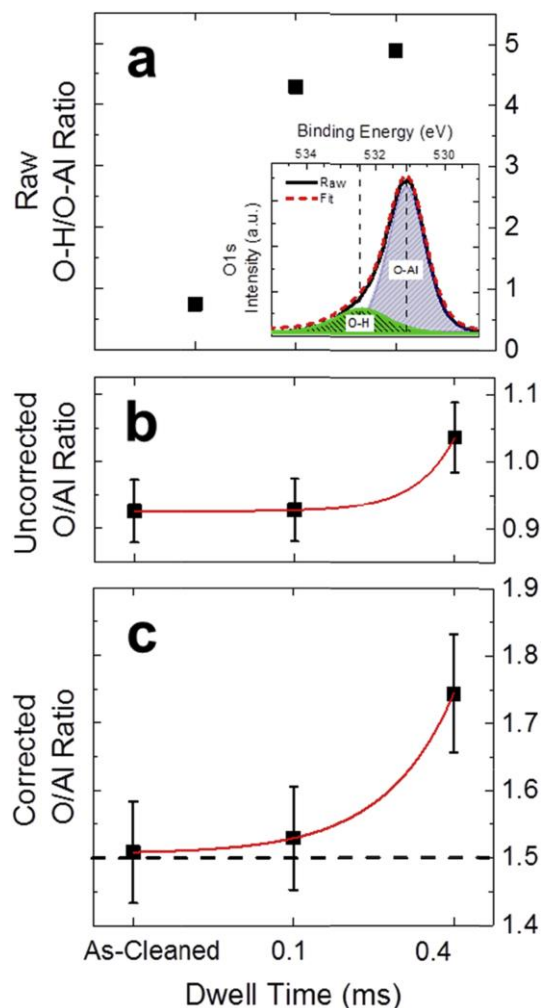 a
Raw
O-H/O-Al Ratio
5
4
3
2
1
0
Binding Energy (eV)
534
532
530
O1s
Intensity (a.u.)
Raw
Fit
O-Al
O-H
b
Uncorrected
O/Al Ratio
1.1
1.0
0.9
c
Corrected
O/Al Ratio
1.9
1.8
1.7
1.6
1.5
1.4
As-Cleaned
0.1
0.4
Dwell Time (ms)